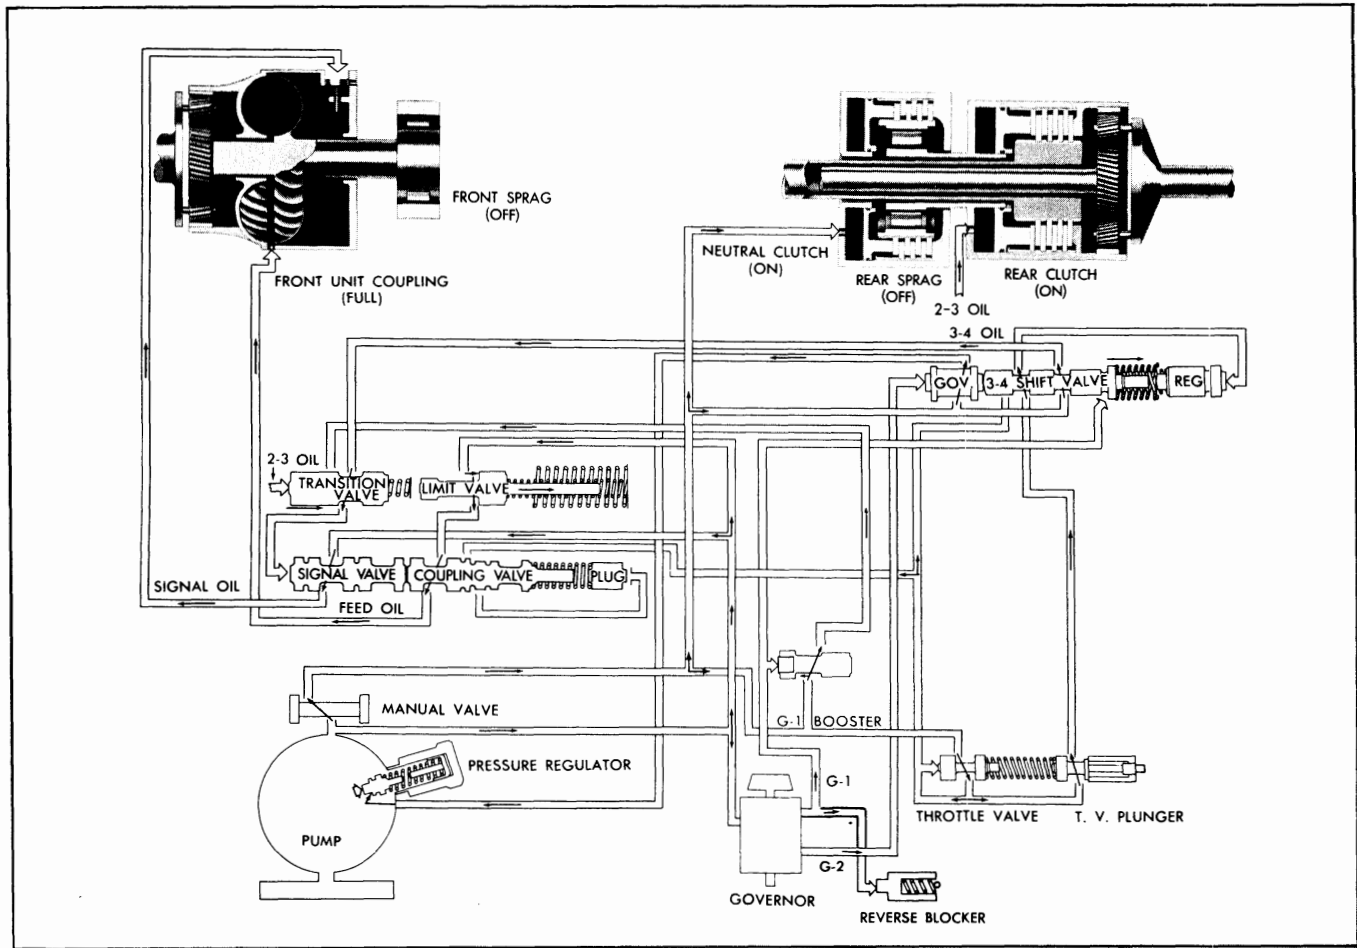 FRONT SPRAG
(OFF)
FRONT UNIT COUPLING
(FULL)
NEUTRAL CLUTCH
(ON)
REAR SPRAG
(OFF)
REAR CLUTCH
(ON)
2-3 OIL
3-4 OIL
GOV
3-4 SHIFT VALVE
REG
2-3 OIL
TRANSITION
VALVE
LIMIT VALVE
SIGNAL VALVE
COUPLING VALVE
PLUG
SIGNAL OIL
FEED OIL
MANUAL VALVE
G-1 BOOSTER
PRESSURE REGULATOR
G-1
THROTTLE VALVE
T. V. PLUNGER
PUMP
G-2
GOVERNOR
REVERSE BLOCKER